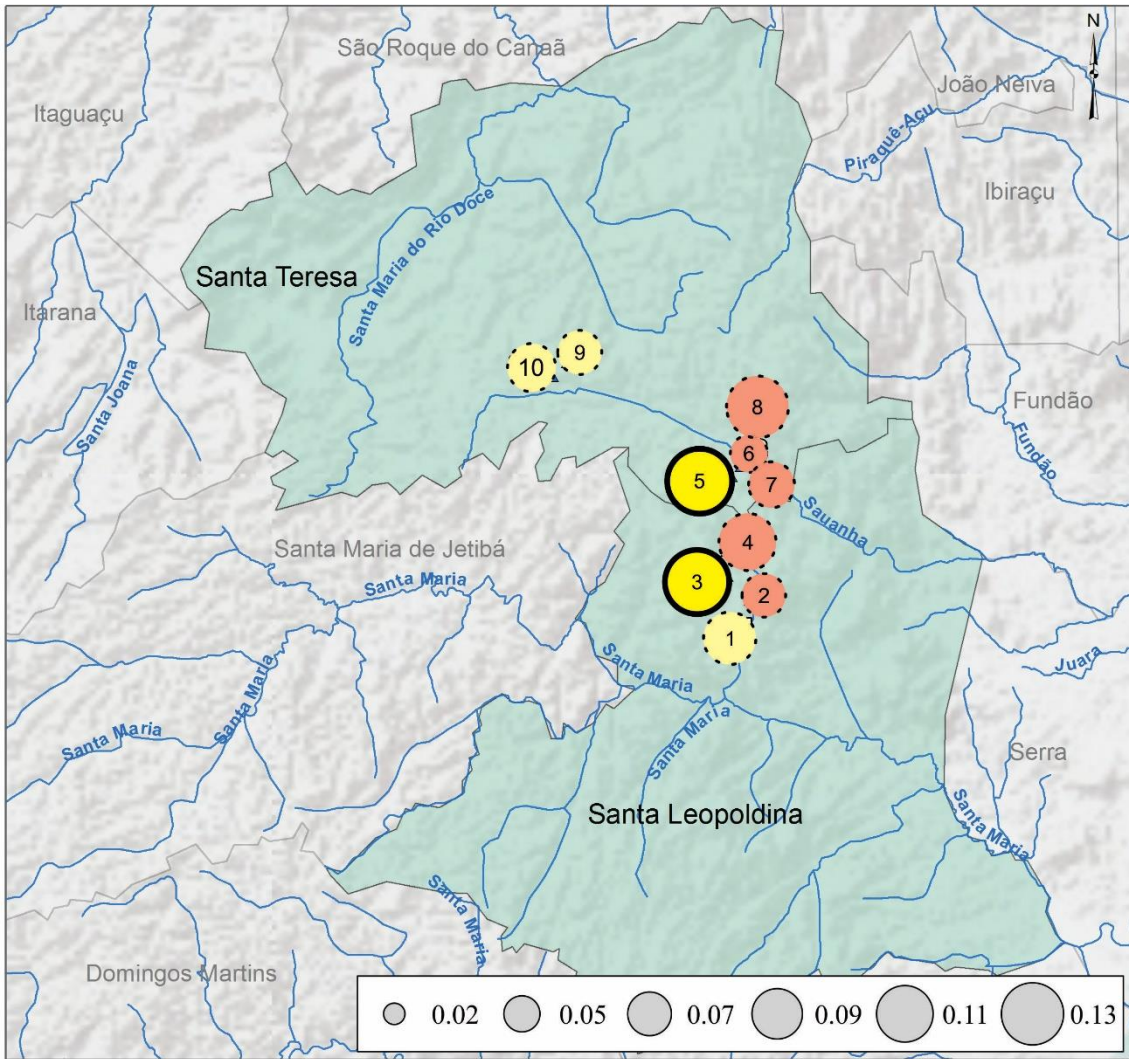 São Roque do Canaã
N
João Neiva
Itaguaçu
Piraquê-Açu
Ibiraçu
Santa Maria do Rio Doce
Santa Teresa
Itarana
Santa Joana
9
10
Fundão
8
Fundão
6
5
7
Sauanha
4
Santa Maria de Jetibá
Santa Maria
3
2
1
Santa Maria
Juara
Santa Maria
Santa Maria
Santa Maria
Serra
Santa Leopoldina
Santa Maria
Santa Maria
Domingos Martins
0.02 0.05 0.07 0.09 0.11 0.13